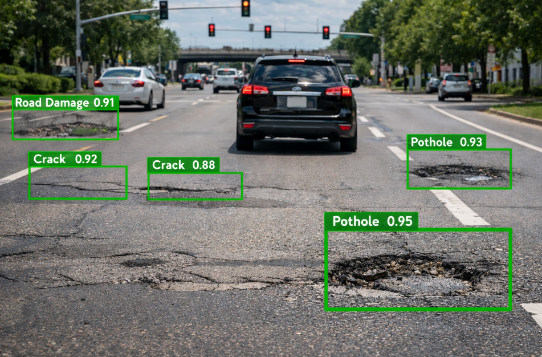 Road Damage 0.91
Pothole 0.93
Crack 0.92
Crack 0.88
Pothole 0.95